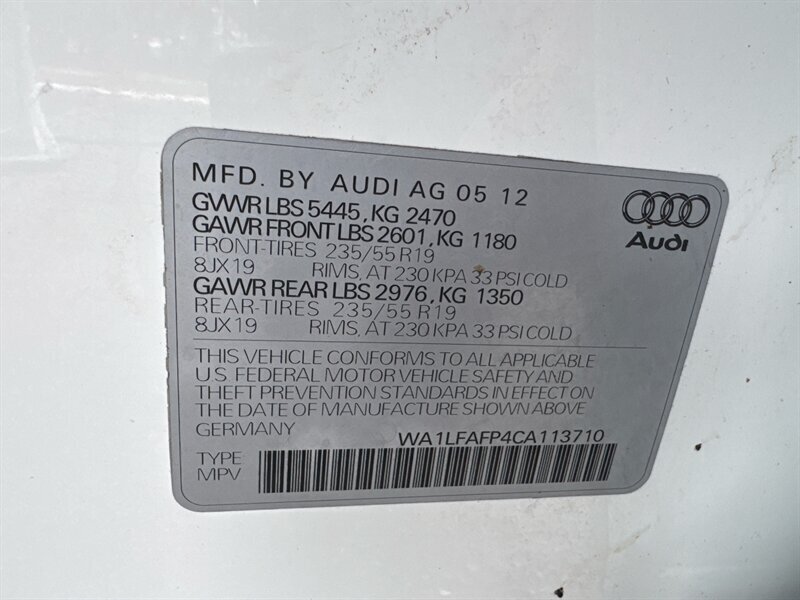 MFD. BY AUDI AG 05 12
GVWR LBS 5445, KG 2470
GAWR FRONT LBS 2601, KG 1180
FRONT-TIRES 235/55 R19
8JX19 RIMS, AT 230 KPA 33 PSI COLD
GAWR REAR LBS 2976, KG 1350
REAR-TIRES 235/55 R19
8JX19 RIMS, AT 230 KPA 33 PSI COLD
Audi
THIS VEHICLE CONFORMS TO ALL APPLICABLE
U.S. FEDERAL MOTOR VEHICLE SAFETY AND
THEFT PREVENTION STANDARDS IN EFFECT ON
THE DATE OF MANUFACTURE SHOWN ABOVE
GERMANY WA1LFAFP4CA113710
TYPE
MPV